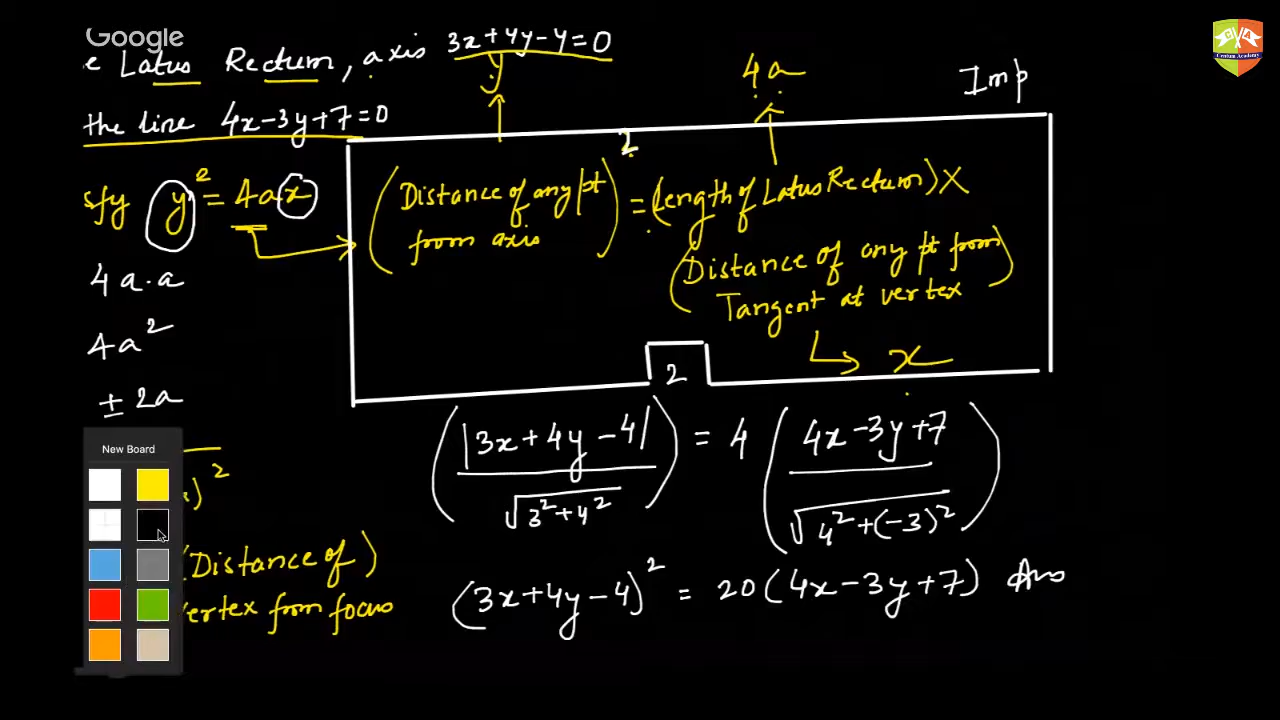 Google
e Latus Rectum, axis 3x+4y-4=0
the line 4x-3y+7=0
y
4a
Imp
sfy y² = 4ax
(Distance of any pt from axis)² = (length of Latus Rectum) X
(Distance of any pt from
Tangent at vertex)
x
4a.a
4a²
± 2a
(|3x+4y-4| / √3²+4²)² = 4 (4x-3y+7 / √4²+(-3)²)
New Board
)²
(Distance of)
ertex from focus
(3x+4y-4)² = 20(4x-3y+7) Ans
Centum Academy